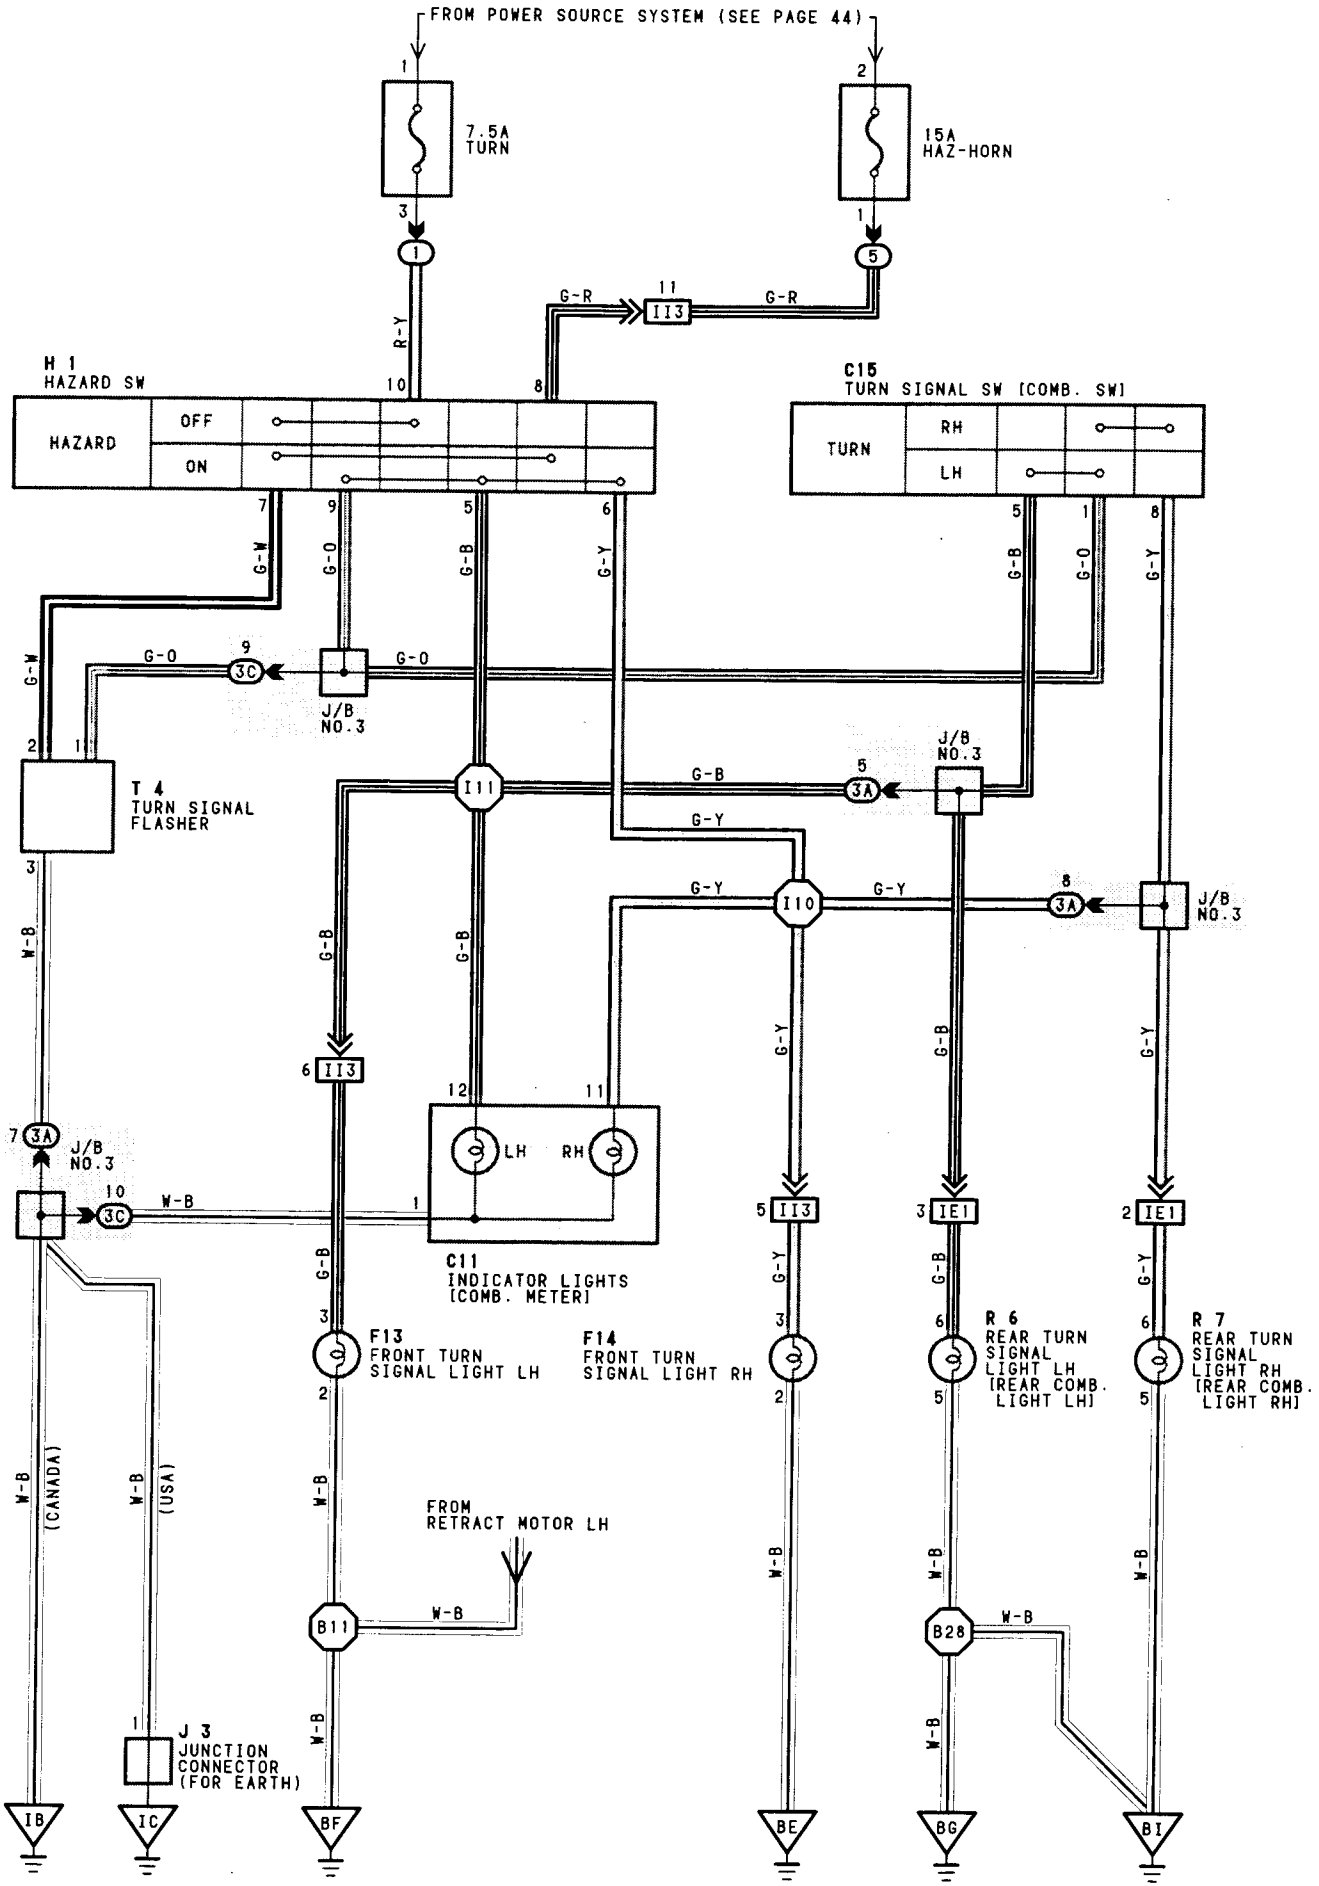 FROM POWER SOURCE SYSTEM (SEE PAGE 44)
1
2
7.5A
TURN
15A
HAZ-HORN
3
1
1
5
11
G-R
II3
G-R
R-Y
H 1
HAZARD SW
10
8
C15
TURN SIGNAL SW [COMB. SW]
HAZARD
OFF
ON
TURN
RH
LH
7
9
5
6
5
1
8
G-W
G-O
G-B
G-Y
G-B
G-O
G-Y
G-W
G-O
9
3C
G-O
J/B
NO.3
2
1
T 4
TURN SIGNAL
FLASHER
3
I11
G-B
5
3A
J/B
NO.3
G-Y
G-Y
I10
G-Y
8
3A
J/B
NO.3
W-B
G-B
G-B
G-Y
G-B
G-Y
6
II3
12
11
7
3A
J/B
NO.3
LH
RH
10
3C
W-B
1
5
II3
3
IE1
2
IE1
C11
INDICATOR LIGHTS
[COMB. METER]
G-B
G-Y
G-B
G-Y
3
F13
FRONT TURN
SIGNAL LIGHT LH
2
F14
FRONT TURN
SIGNAL LIGHT RH
3
2
6
R 6
REAR TURN
SIGNAL
LIGHT LH
[REAR COMB.
LIGHT LH]
5
6
R 7
REAR TURN
SIGNAL
LIGHT RH
[REAR COMB.
LIGHT RH]
5
W-B
(CANADA)
W-B
(USA)
W-B
FROM
RETRACT MOTOR LH
W-B
W-B
W-B
B11
W-B
B28
W-B
1
J 3
JUNCTION
CONNECTOR
(FOR EARTH)
W-B
W-B
IB
IC
BF
BE
BG
BI